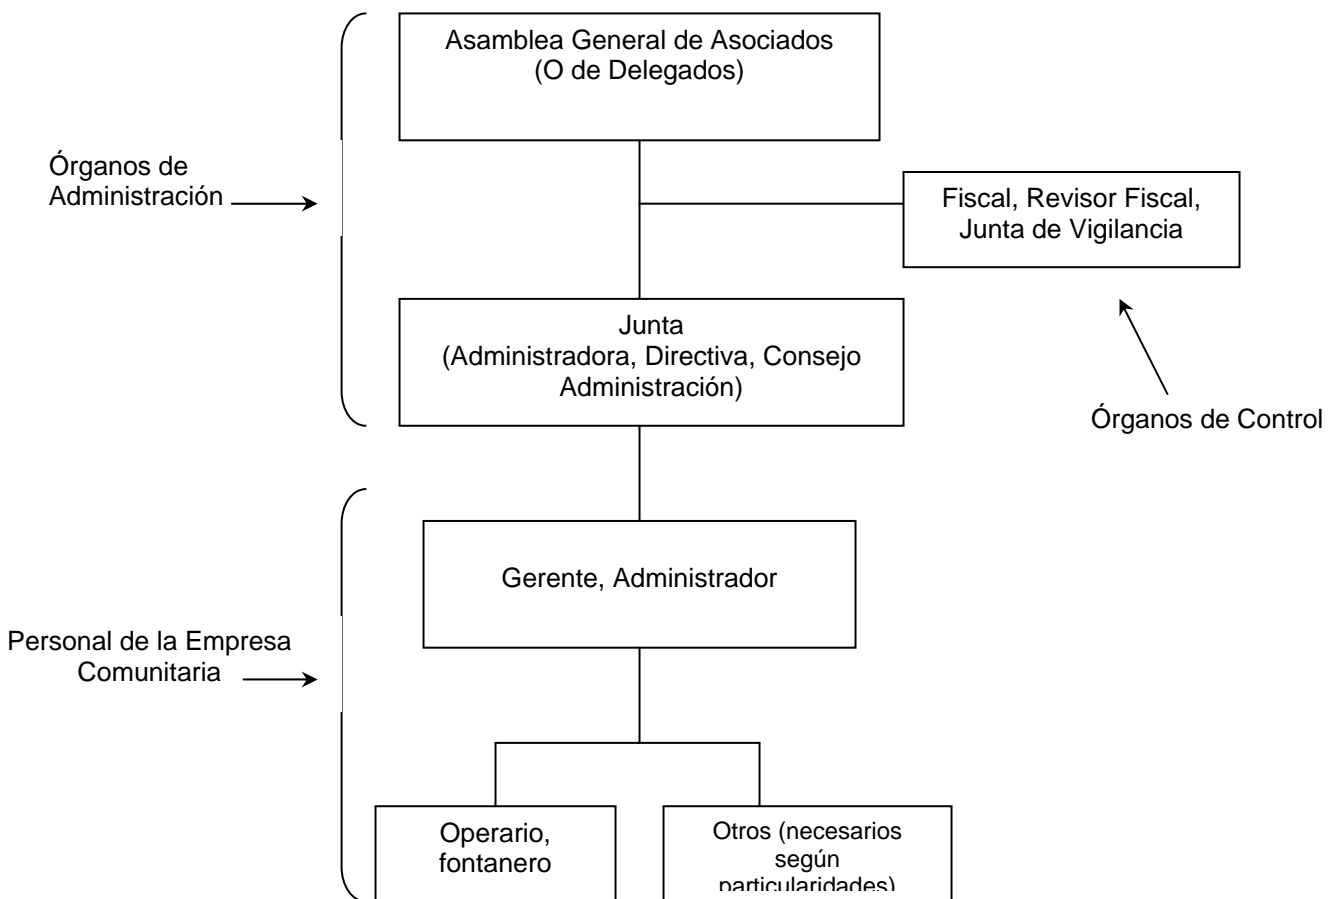 Asamblea General de Asociados
(O de Delegados)
Órganos de
Administración
Fiscal, Revisor Fiscal,
Junta de Vigilancia
Junta
(Administradora, Directiva, Consejo
Administración)
Órganos de Control
Gerente, Administrador
Personal de la Empresa
Comunitaria
Operario,
fontanero
Otros (necesarios
según
particularidades)